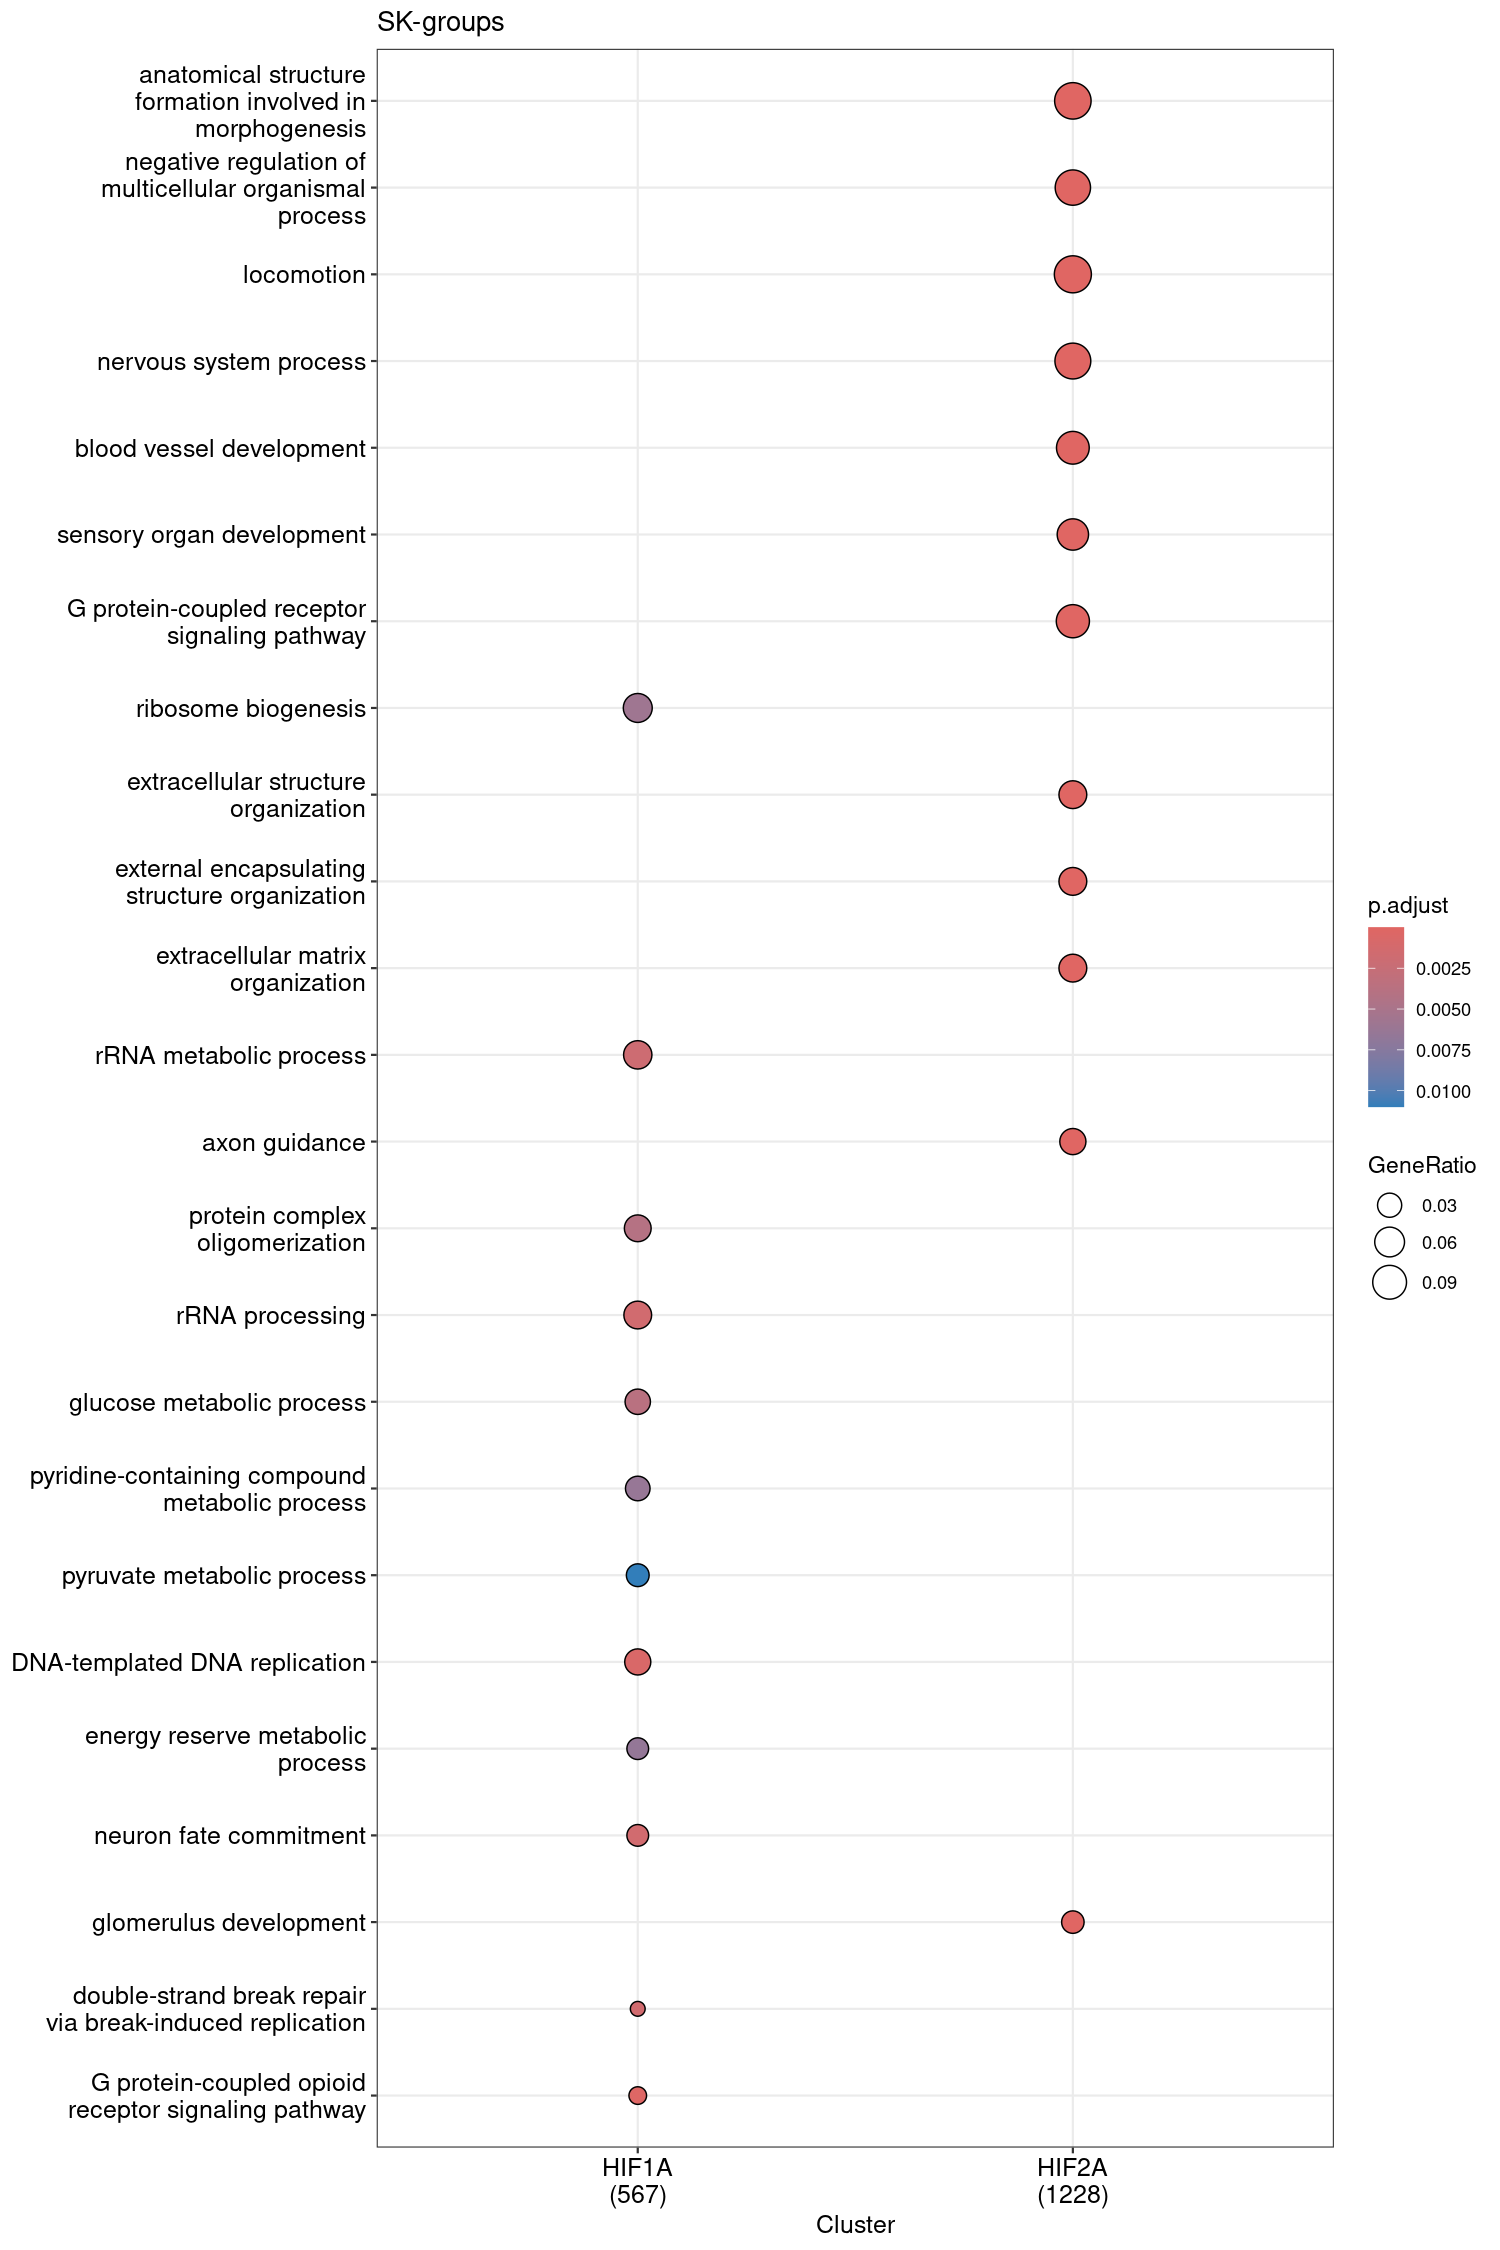 SK-groups
anatomical structure
formation involved in
morphogenesis
negative regulation of
multicellular organismal
process
locomotion
nervous system process
blood vessel development
sensory organ development
G protein-coupled receptor
signaling pathway
ribosome biogenesis
extracellular structure
organization
external encapsulating
structure organization
extracellular matrix
organization
rRNA metabolic process
axon guidance
protein complex
oligomerization
rRNA processing
glucose metabolic process
pyridine-containing compound
metabolic process
pyruvate metabolic process
DNA-templated DNA replication
energy reserve metabolic
process
neuron fate commitment
glomerulus development
double-strand break repair
via break-induced replication
G protein-coupled opioid
receptor signaling pathway
HIF1A
(567)
HIF2A
(1228)
Cluster
p.adjust
0.0025
0.0050
0.0075
0.0100
GeneRatio
0.03
0.06
0.09